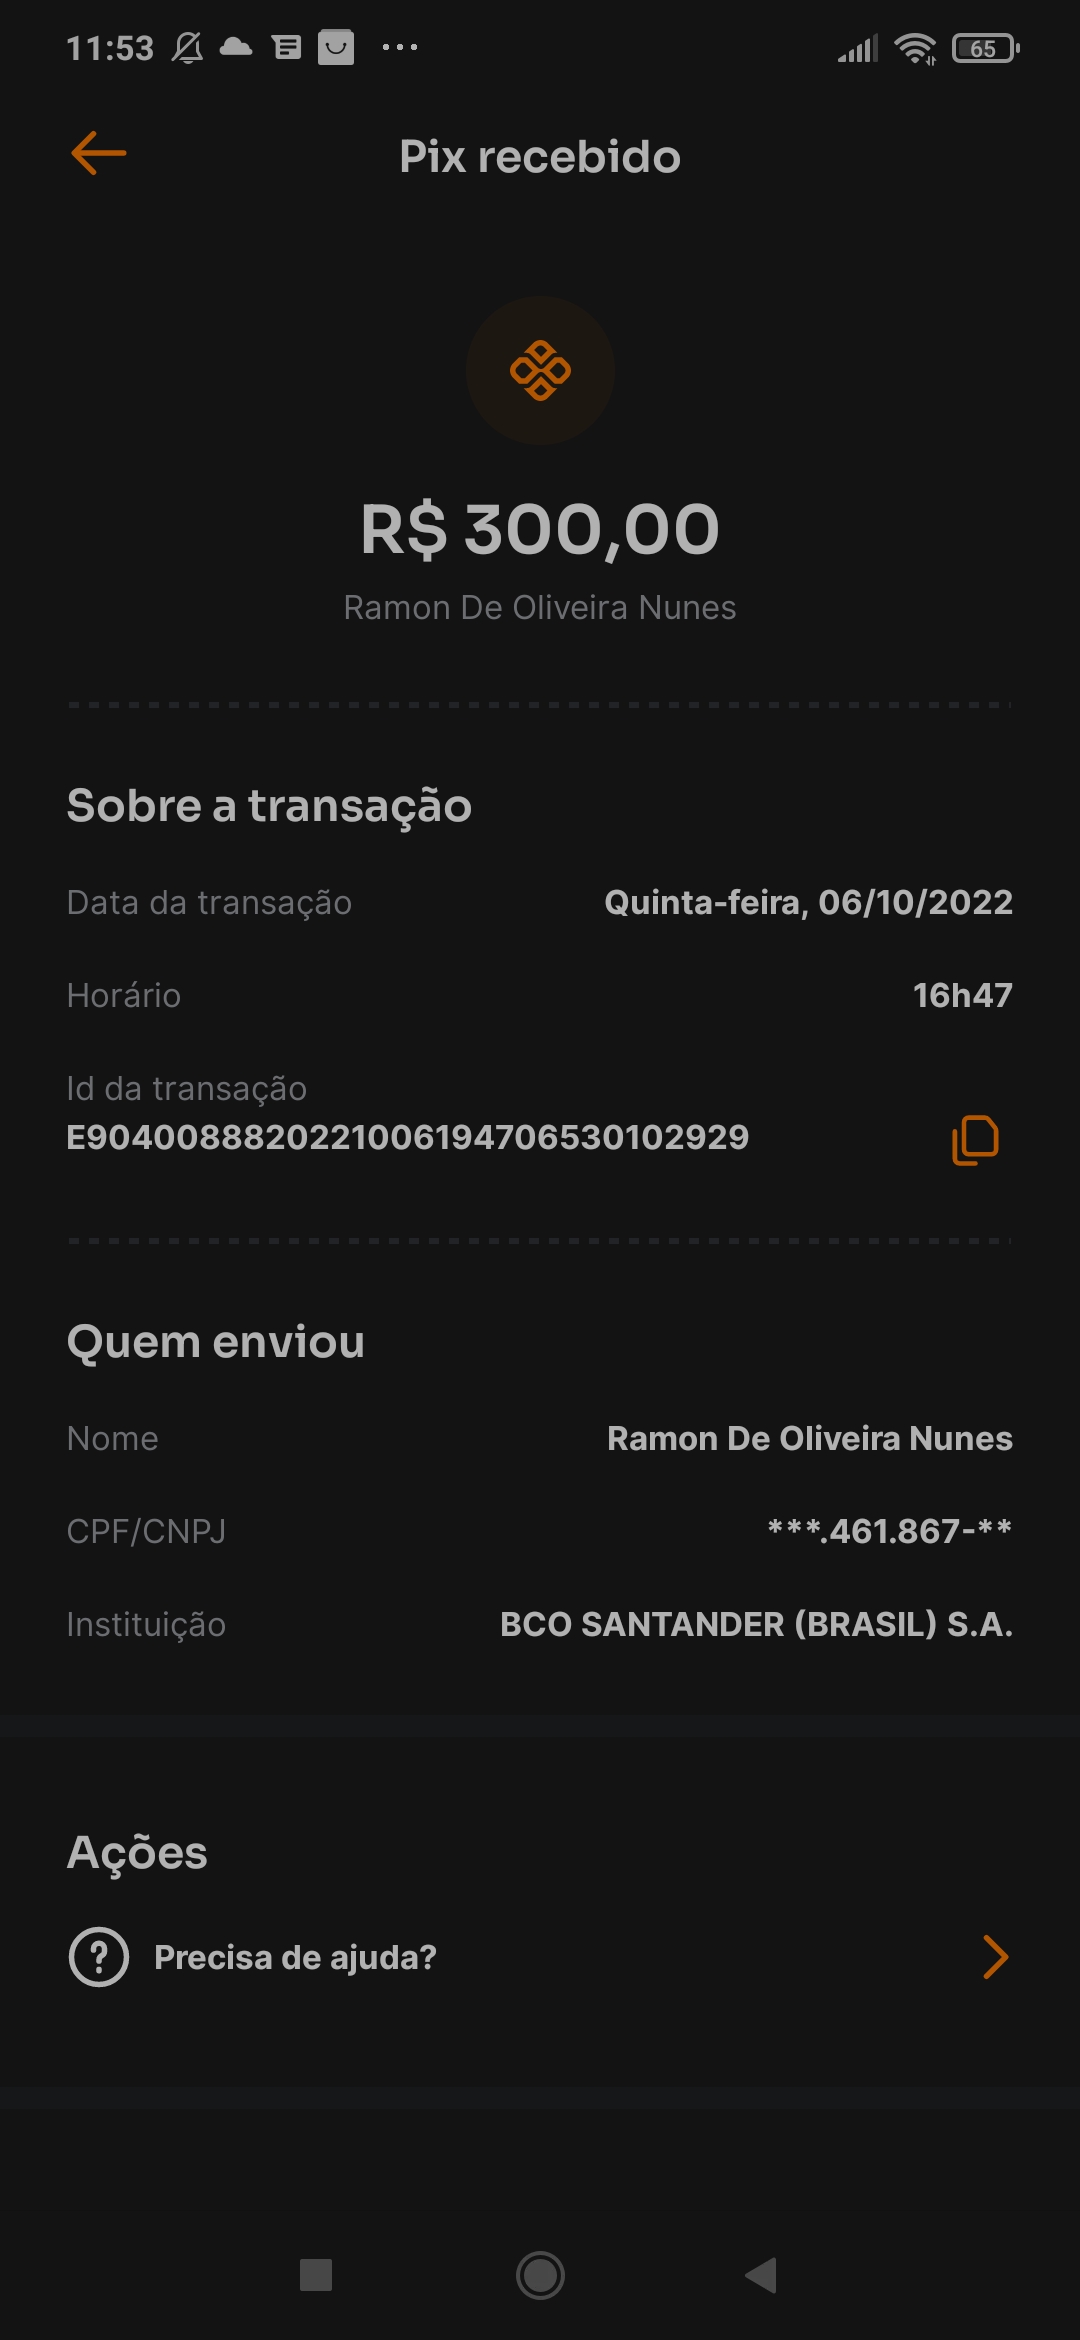 11:53
65
Pix recebido
R$ 300,00
Ramon De Oliveira Nunes
Sobre a transação
Data da transação Quinta-feira, 06/10/2022
Horário 16h47
Id da transação
E9040088820221006194706530102929
Quem enviou
Nome Ramon De Oliveira Nunes
CPF/CNPJ ***.461.867-**
Instituição BCO SANTANDER (BRASIL) S.A.
Ações
Precisa de ajuda?